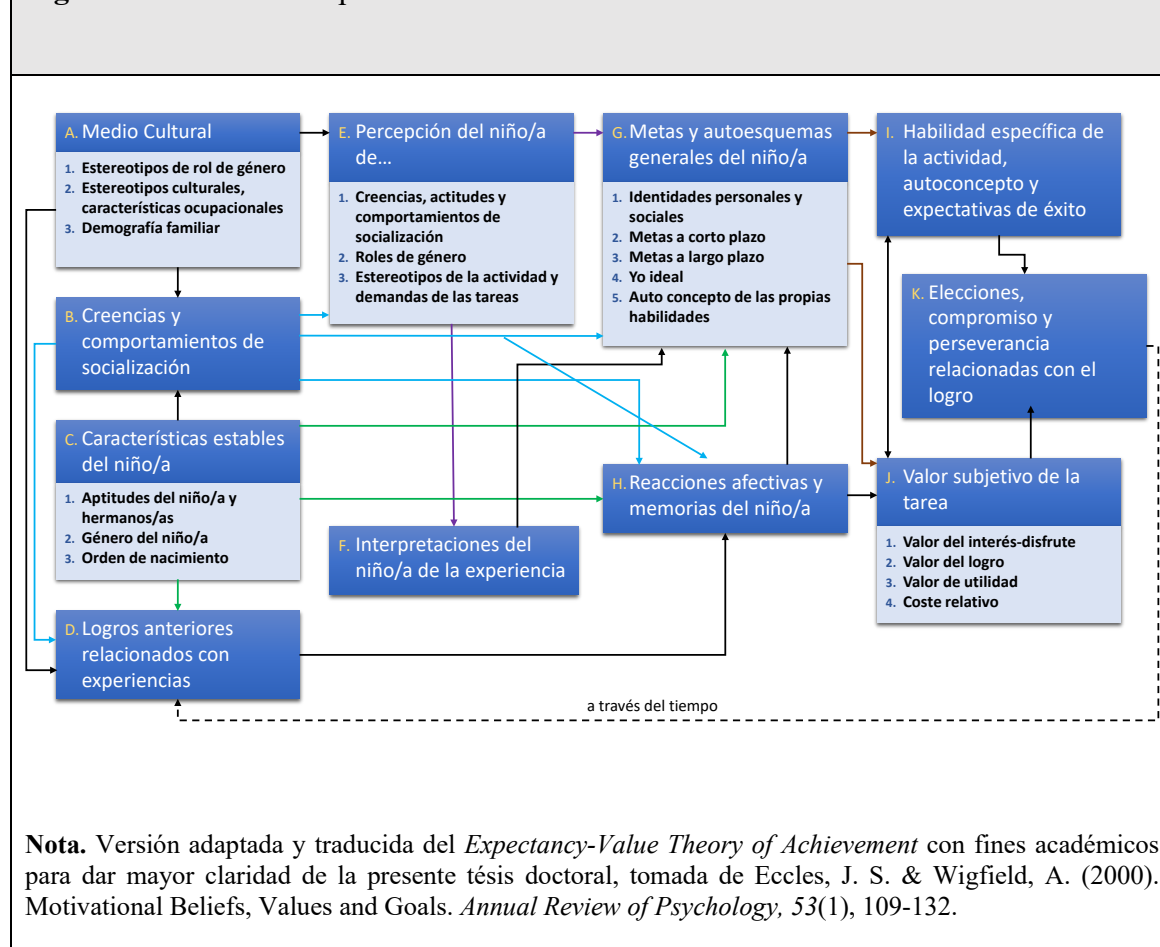 A. Medio Cultural
1. Estereotipos de rol de género
2. Estereotipos culturales,
características ocupacionales
3. Demografía familiar
B. Creencias y
comportamientos de
socialización
C. Características estables
del niño/a
1. Aptitudes del niño/a y
hermanos/as
2. Género del niño/a
3. Orden de nacimiento
D. Logros anteriores
relacionados con
experiencias
E. Percepción del niño/a
de...
1. Creencias, actitudes y
comportamientos de
socialización
2. Roles de género
3. Estereotipos de la actividad y
demandas de las tareas
F. Interpretaciones del
niño/a de la experiencia
G. Metas y autoesquemas
generales del niño/a
1. Identidades personales y
sociales
2. Metas a corto plazo
3. Metas a largo plazo
4. Yo ideal
5. Auto concepto de las propias
habilidades
H. Reacciones afectivas y
memorias del niño/a
I. Habilidad específica de
la actividad,
autoconcepto y
expectativas de éxito
K. Elecciones,
compromiso y
perseverancia
relacionadas con el
logro
J. Valor subjetivo de la
tarea
1. Valor del interés-disfrute
2. Valor del logro
3. Valor de utilidad
4. Coste relativo
a través del tiempo
Nota. Versión adaptada y traducida del Expectancy-Value Theory of Achievement con fines académicos
para dar mayor claridad de la presente tésis doctoral, tomada de Eccles, J. S. & Wigfield, A. (2000).
Motivational Beliefs, Values and Goals. Annual Review of Psychology, 53(1), 109-132.